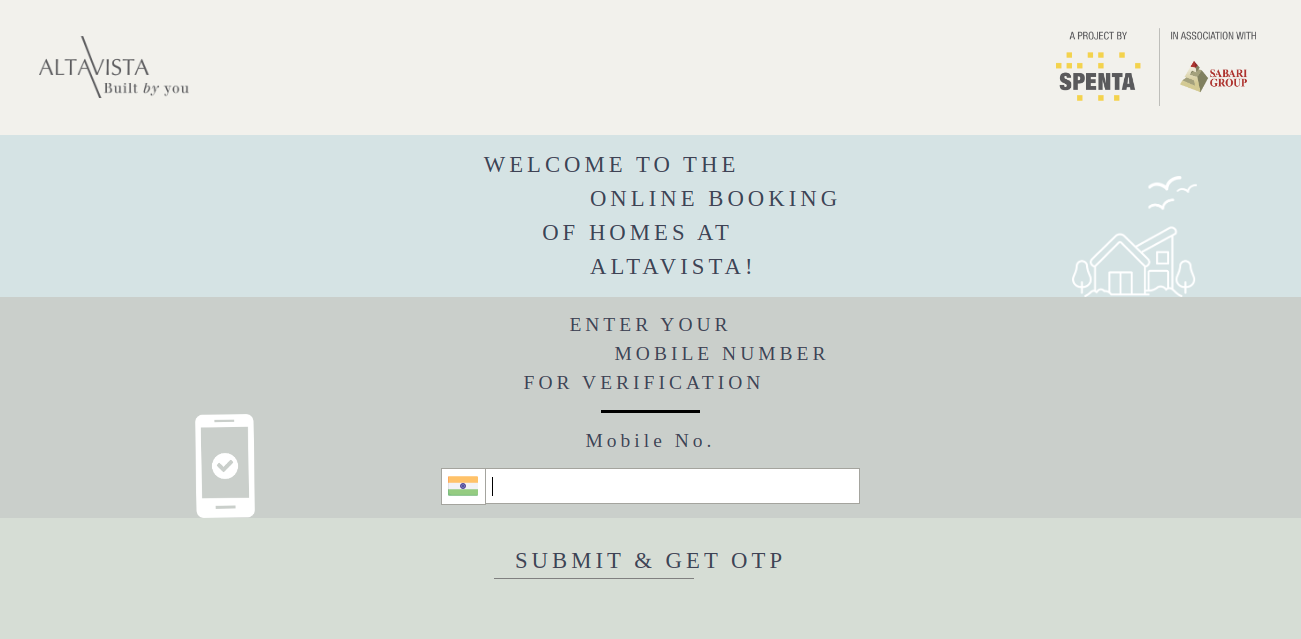 ALTAVISTA
Built by you
A PROJECT BY
SPENTA
IN ASSOCIATION WITH
SABARI
GROUP
WELCOME TO THE
ONLINE BOOKING
OF HOMES AT
ALTAVISTA!
ENTER YOUR
MOBILE NUMBER
FOR VERIFICATION
Mobile No.
SUBMIT & GET OTP